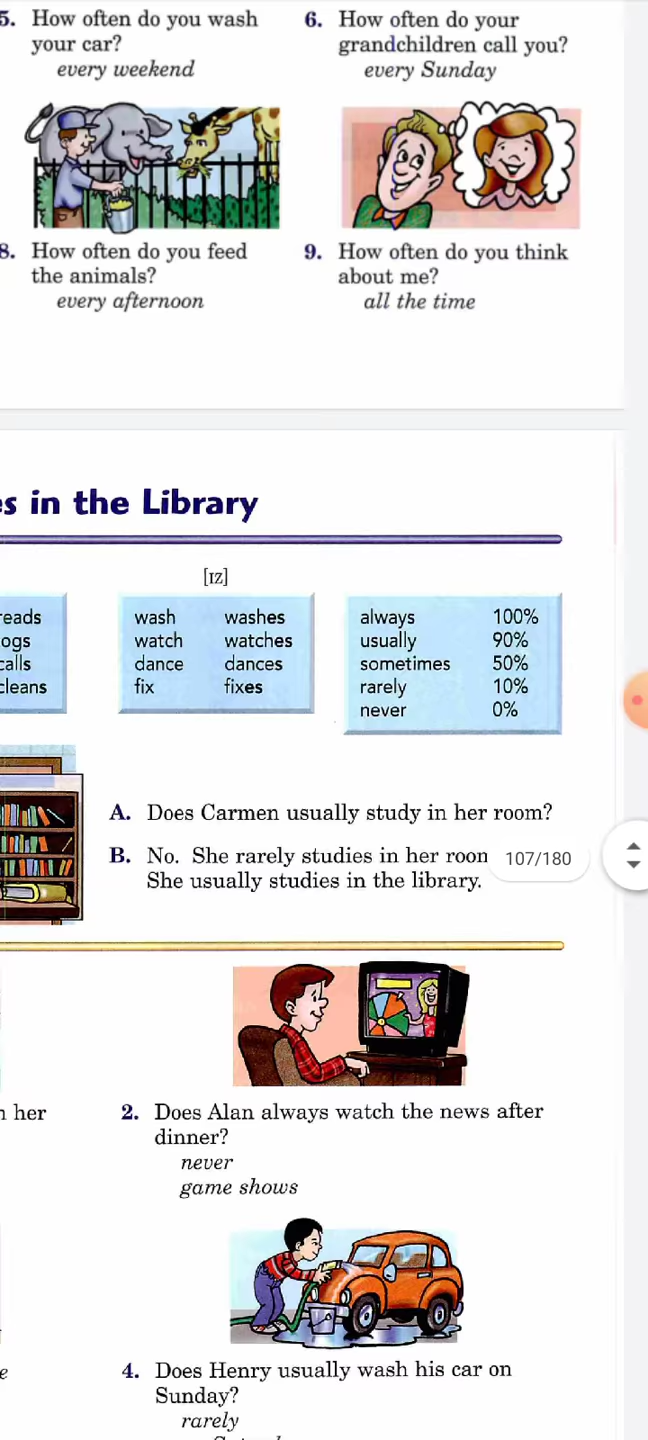 5. How often do you wash
your car?
every weekend
6. How often do your
grandchildren call you?
every Sunday
8. How often do you feed
the animals?
every afternoon
9. How often do you think
about me?
all the time
in the Library
[ɪz]
eads
ogs
calls
cleans
wash washes
watch watches
dance dances
fix fixes
always 100%
usually 90%
sometimes 50%
rarely 10%
never 0%
A. Does Carmen usually study in her room?
B. No. She rarely studies in her room
She usually studies in the library.
107/180
her
2. Does Alan always watch the news after
dinner?
never
game shows
4. Does Henry usually wash his car on
Sunday?
rarely